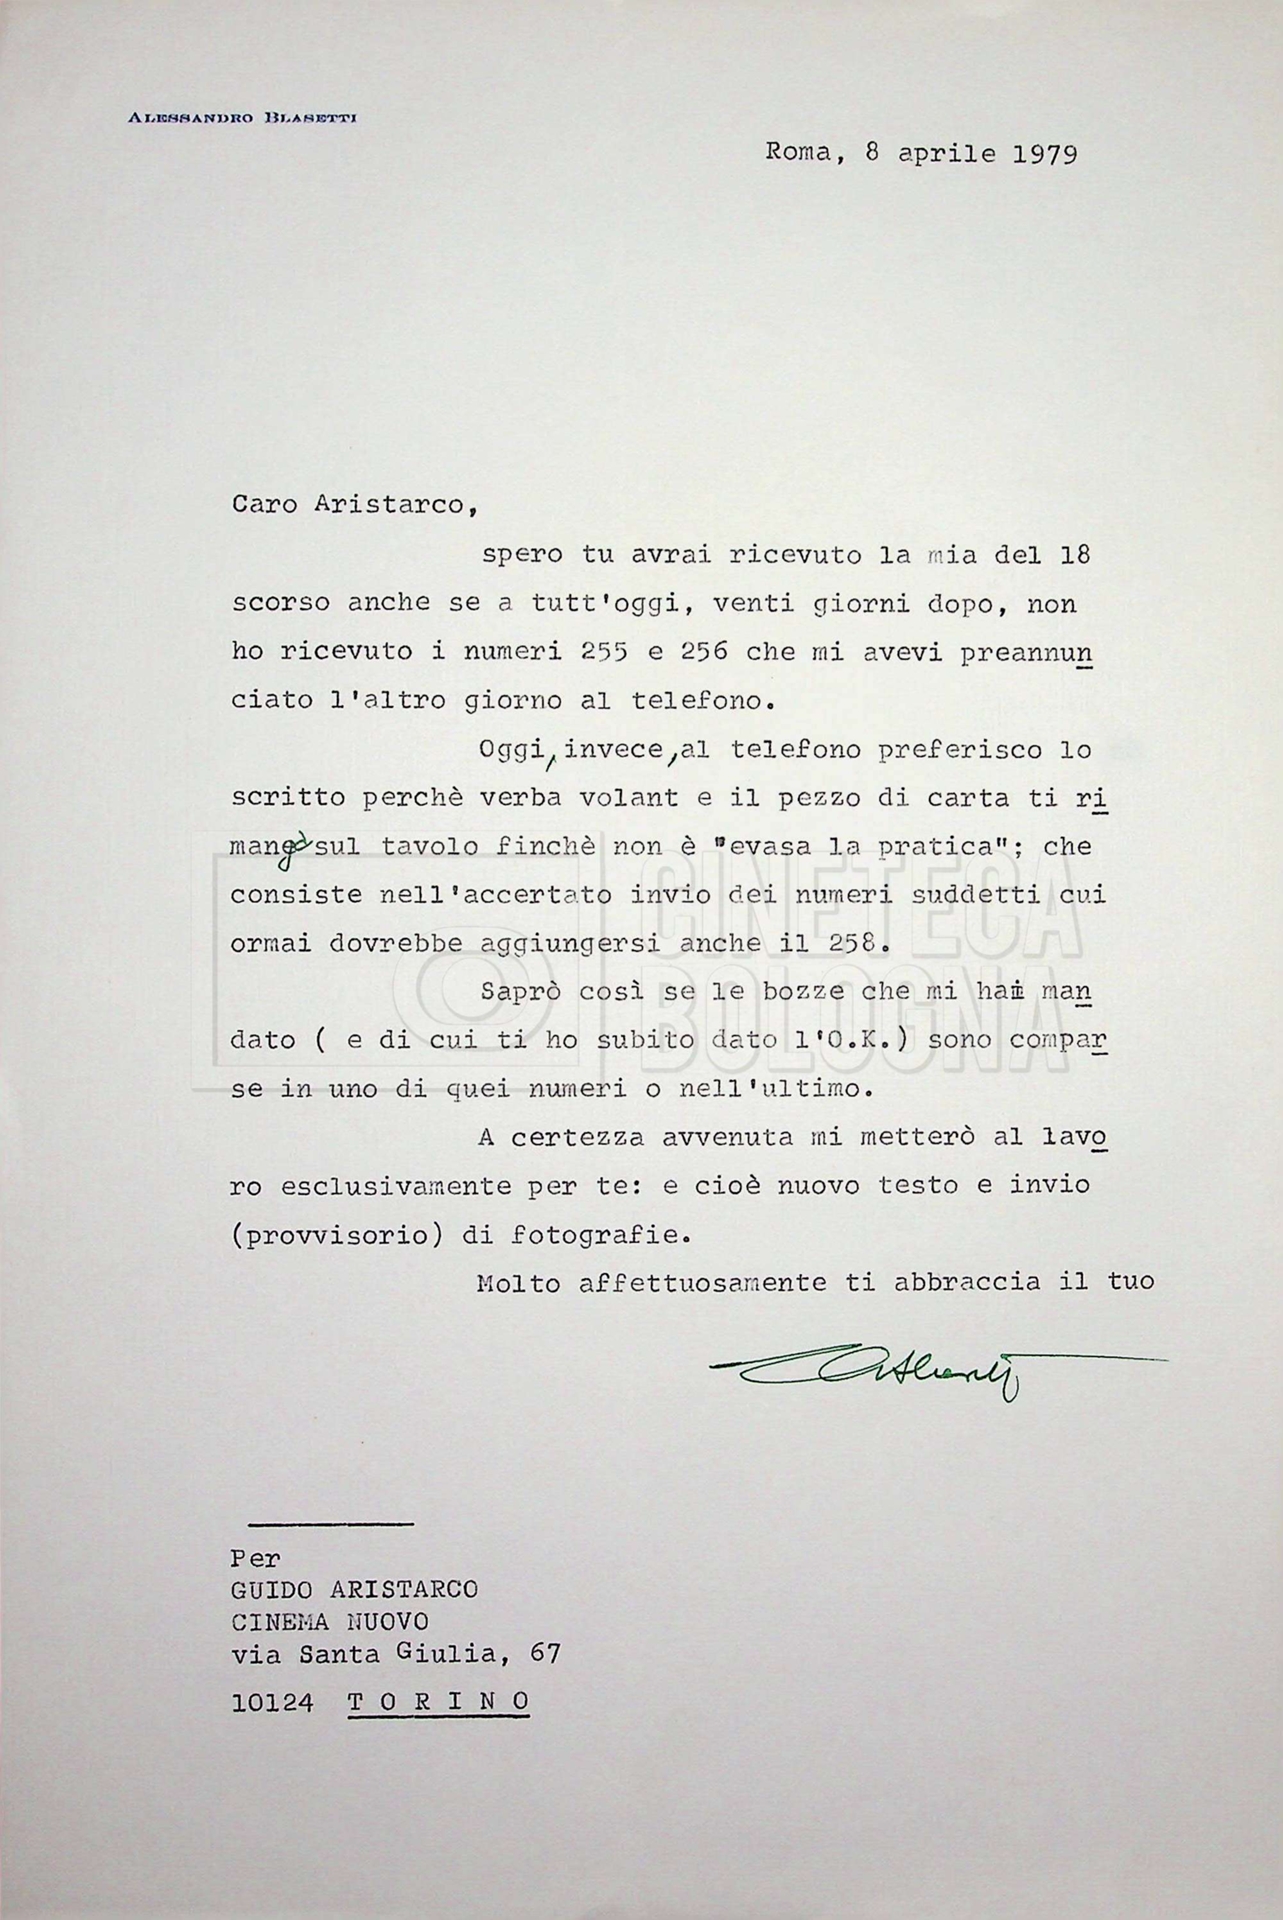 ALESSANDRO BLASETTI
Roma, 8 aprile 1979
Caro Aristarco,
spero tu avrai ricevuto la mia del 18
scorso anche se a tutt'oggi, venti giorni dopo, non
ho ricevuto i numeri 255 e 256 che mi avevi preannun
ciato l'altro giorno al telefono.
Oggi, invece, al telefono preferisco lo
scritto perchè verba volant e il pezzo di carta ti ri
manga sul tavolo finchè non è "evasa la pratica"; che
consiste nell'accertato invio dei numeri suddetti cui
ormai dovrebbe aggiungersi anche il 258.
Saprò così se le bozze che mi hai man
dato ( e di cui ti ho subito dato l'O.K.) sono compar
se in uno di quei numeri o nell'ultimo.
A certezza avvenuta mi metterò al lavo
ro esclusivamente per te: e cioè nuovo testo e invio
(provvisorio) di fotografie.
Molto affettuosamente ti abbraccia il tuo
Per
GUIDO ARISTARCO
CINEMA NUOVO
via Santa Giulia, 67
10124 T O R I N O
CINETECA
BOLOGNA